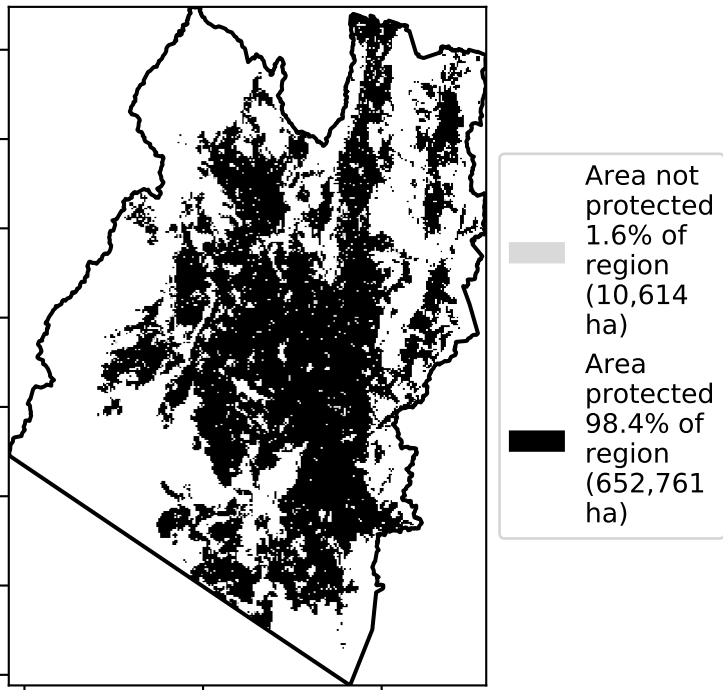 Area not
protected
1.6% of
region
(10,614
ha)
Area
protected
98.4% of
region
(652,761
ha)